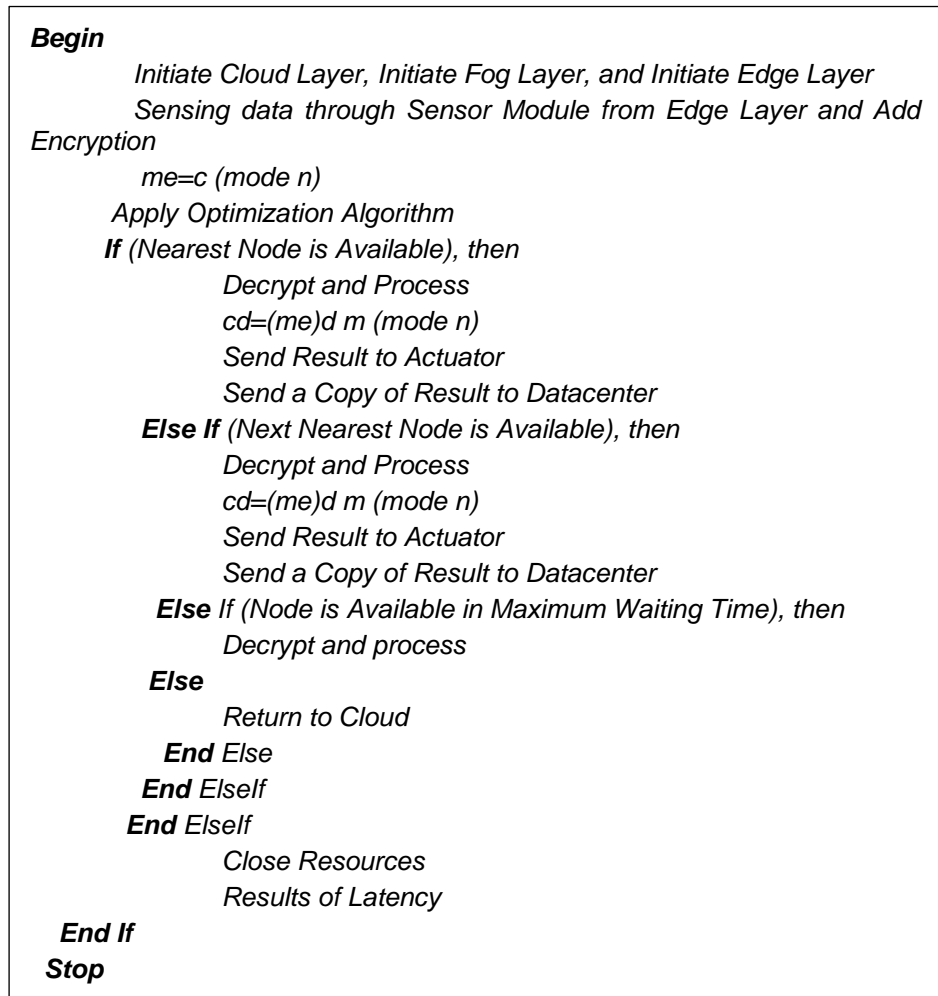 Begin
Initiate Cloud Layer, Initiate Fog Layer, and Initiate Edge Layer
Sensing data through Sensor Module from Edge Layer and Add
Encryption
me=c (mode n)
Apply Optimization Algorithm
If (Nearest Node is Available), then
Decrypt and Process
cd=(me)d m (mode n)
Send Result to Actuator
Send a Copy of Result to Datacenter
Else If (Next Nearest Node is Available), then
Decrypt and Process
cd=(me)d m (mode n)
Send Result to Actuator
Send a Copy of Result to Datacenter
Else If (Node is Available in Maximum Waiting Time), then
Decrypt and process
Else
Return to Cloud
End Else
End ElseIf
End ElseIf
Close Resources
Results of Latency
End If
Stop